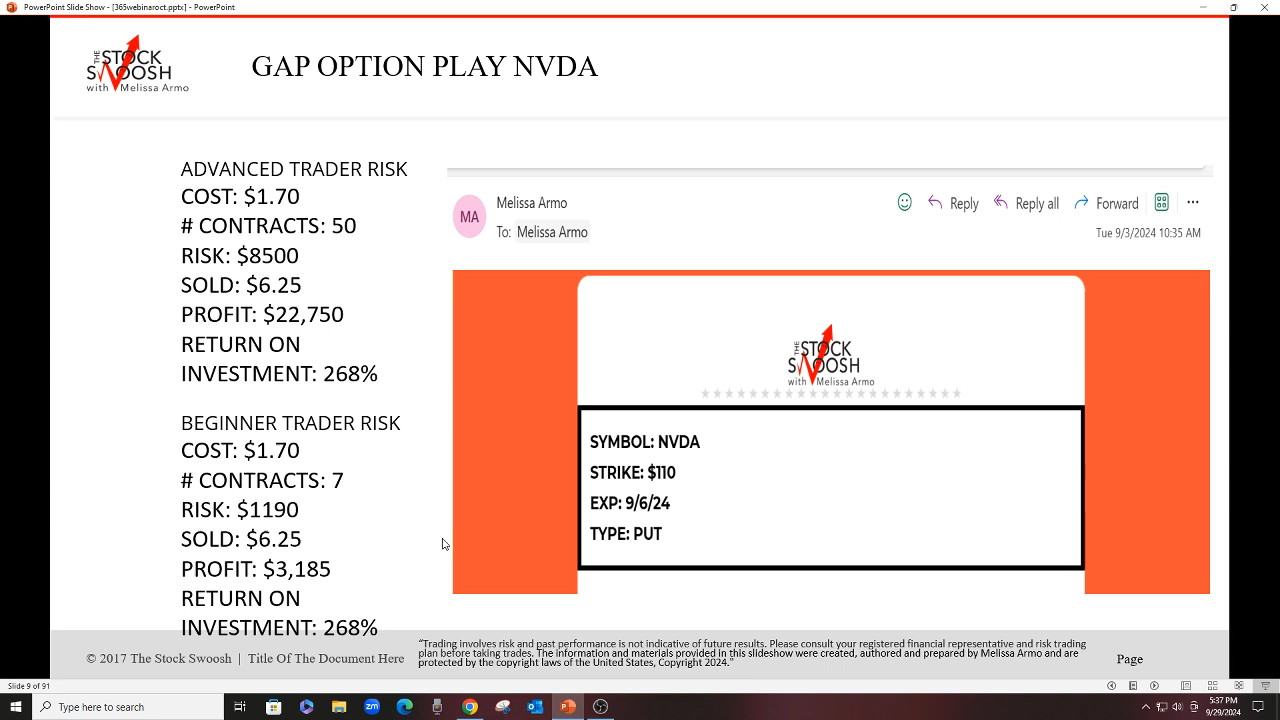 PowerPoint Slide Show - [365webinaroct.pptx] - PowerPoint
THE
STOCK
SWOOSH
with Melissa Armo
GAP OPTION PLAY NVDA
ADVANCED TRADER RISK
COST: $1.70
# CONTRACTS: 50
RISK: $8500
SOLD: $6.25
PROFIT: $22,750
RETURN ON
INVESTMENT: 268%
BEGINNER TRADER RISK
COST: $1.70
# CONTRACTS: 7
RISK: $1190
SOLD: $6.25
PROFIT: $3,185
RETURN ON
INVESTMENT: 268%
MA
Melissa Armo
To: Melissa Armo
Reply
Reply all
Forward
Tue 9/3/2024 10:35 AM
THE
STOCK
SWOOSH
with Melissa Armo
SYMBOL: NVDA
STRIKE: $110
EXP: 9/6/24
TYPE: PUT
© 2017 The Stock Swoosh | Title Of The Document Here
“Trading involves risk and past performance is not indicative of future results. Please consult your registered financial representative and risk trading
plan before taking trades. The information and materials provided in this slideshow were created, authored and prepared by Melissa Armo and are
protected by the copyright laws of the United States, Copyright 2024."
Page
Slide 9 of 91
Type here to search
zm
5:37 PM
9/29/2024